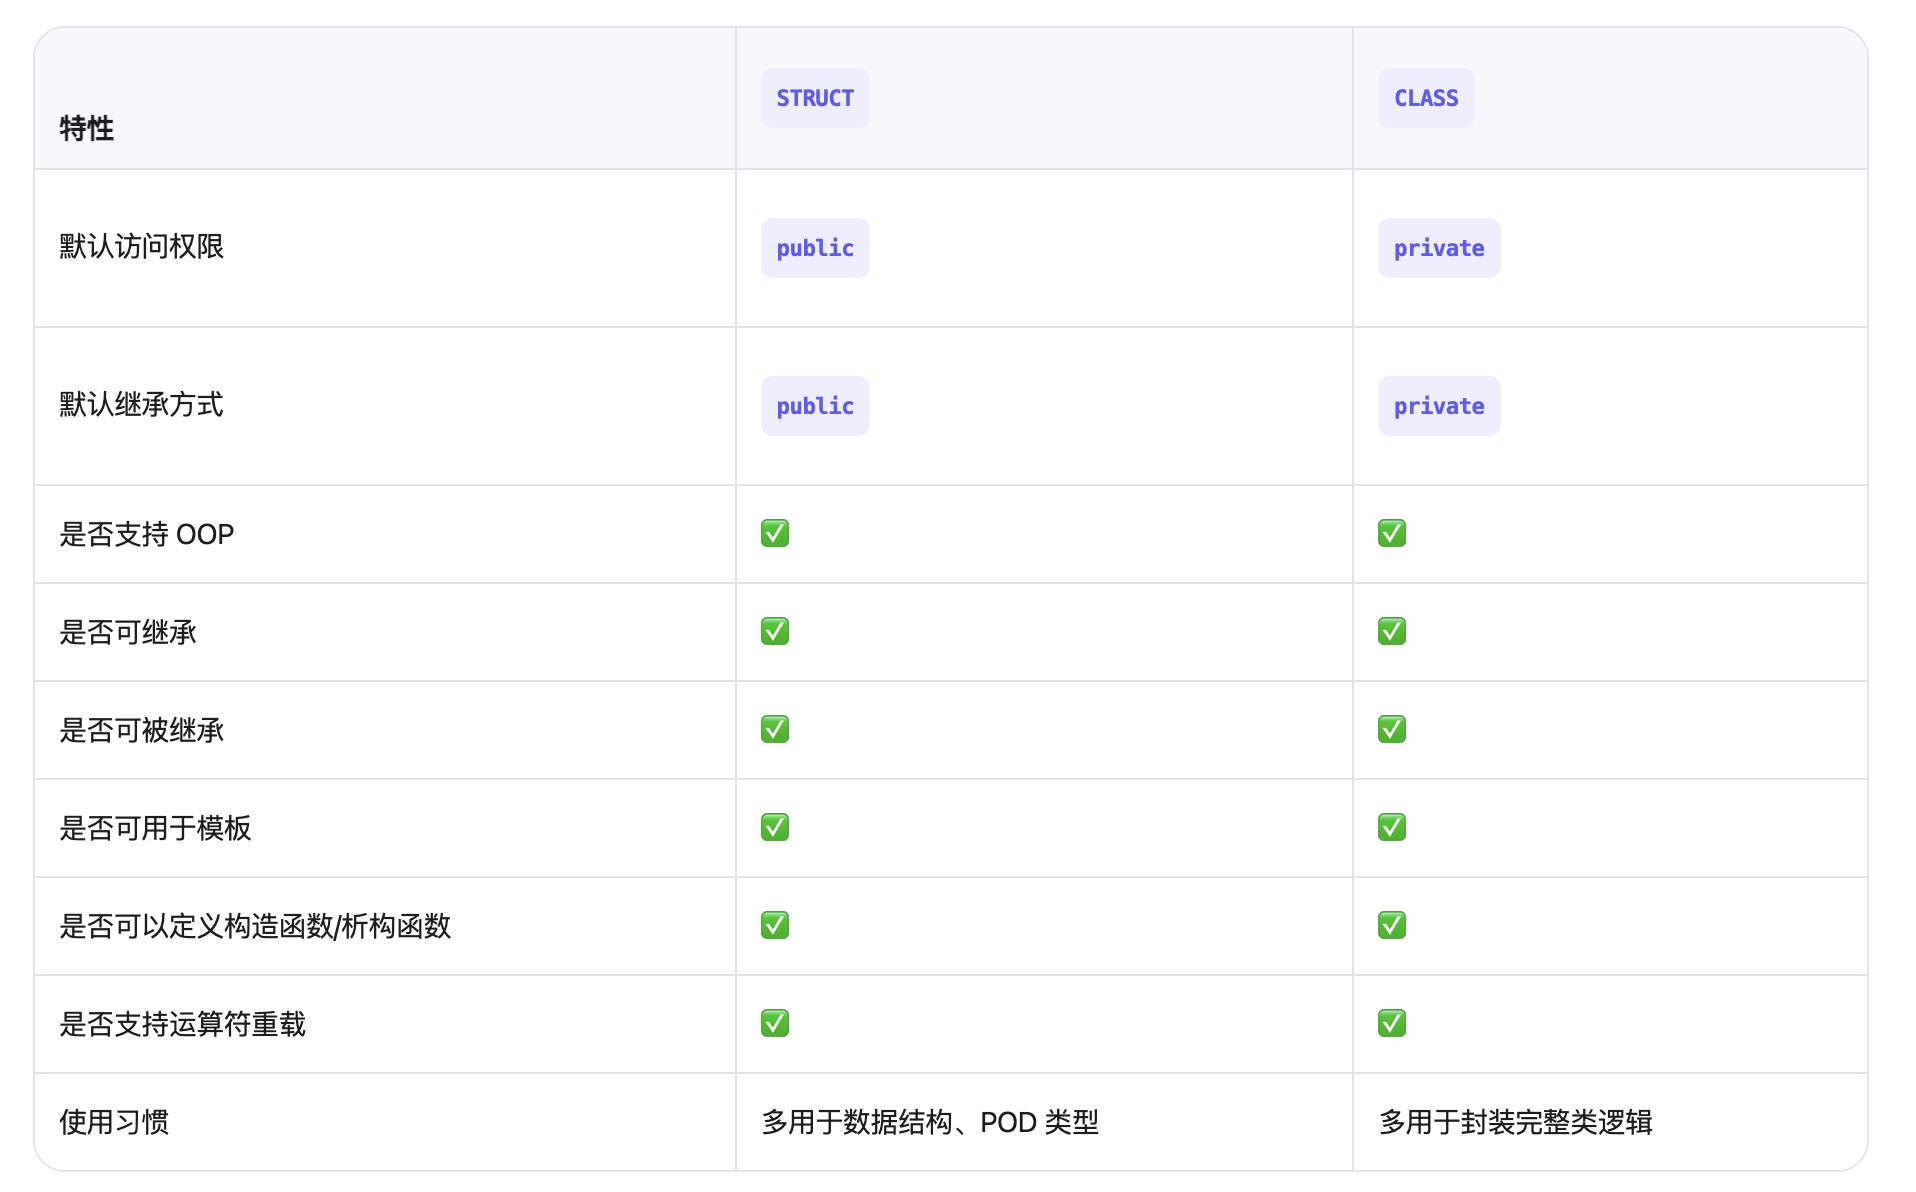 特性 STRUCT CLASS
默认访问权限 public private
默认继承方式 public private
是否支持 OOP ✅ ✅
是否可继承 ✅ ✅
是否可被继承 ✅ ✅
是否可用于模板 ✅ ✅
是否可以定义构造函数/析构函数 ✅ ✅
是否支持运算符重载 ✅ ✅
使用习惯 多用于数据结构、POD 类型 多用于封装完整类逻辑